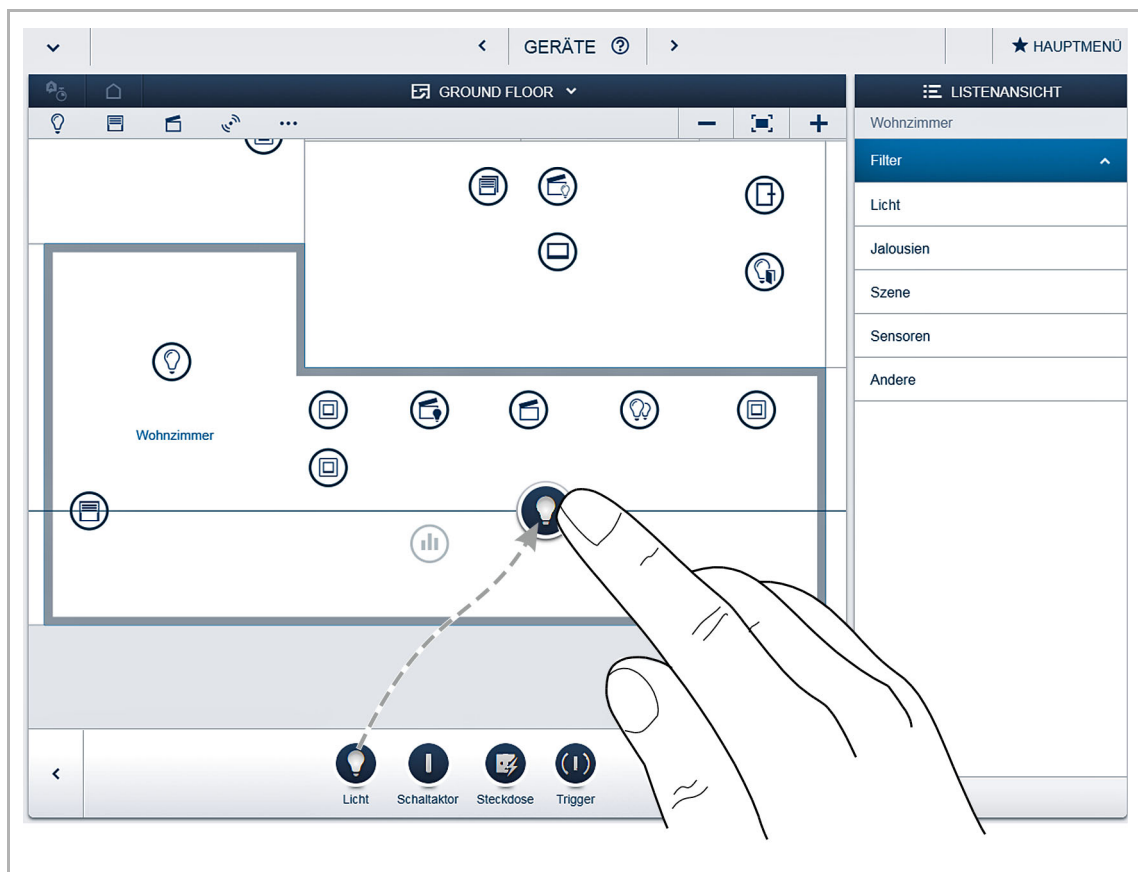 GERÄTE
HAUPTMENÜ
GROUND FLOOR
LISTENANSICHT
Wohnzimmer
Filter
Licht
Jalousien
Szene
Sensoren
Andere
Wohnzimmer
Licht
Schaltaktor
Steckdose
Trigger